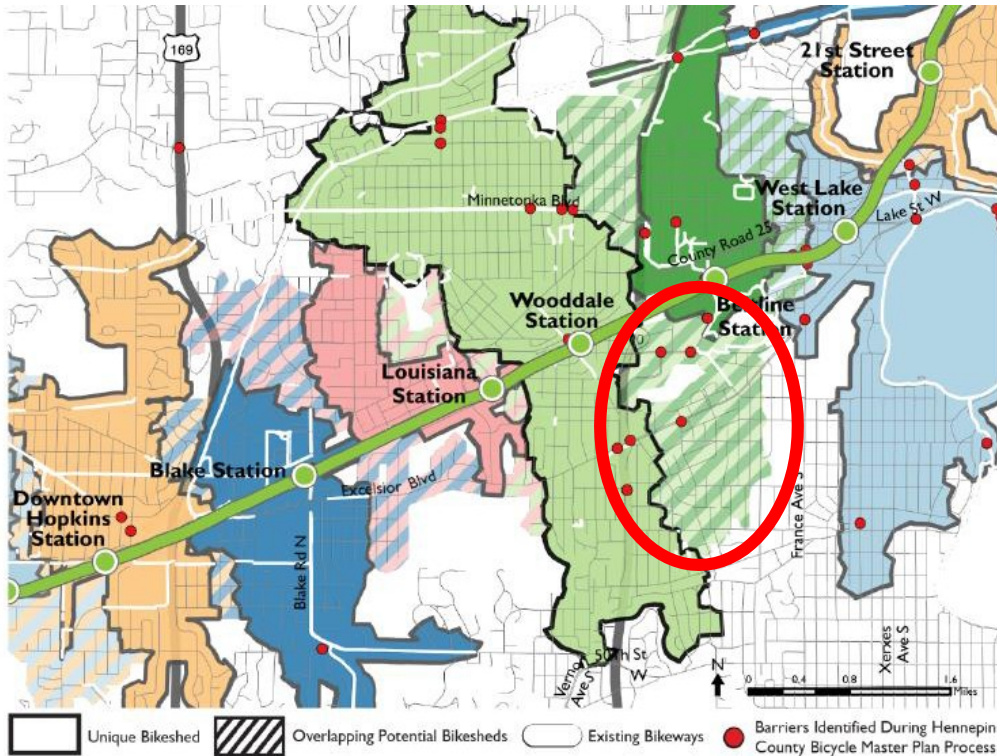 169
21st Street
Station
West Lake
Station
Lake St W
Minnetonka Blvd
County Road 25
Beltline
Station
Wooddale
Station
Louisiana
Station
Blake Station
Excelsior Blvd
Downtown
Hopkins
Station
Blake Rd N
France Ave S
Xerxes
Ave S
50th St
W
Vernon
Ave S
N
0 0.4 0.8 1.6
Miles
Unique Bikeshed
Overlapping Potential Bikesheds
Existing Bikeways
Barriers Identified During Hennepin
County Bicycle Master Plan Process